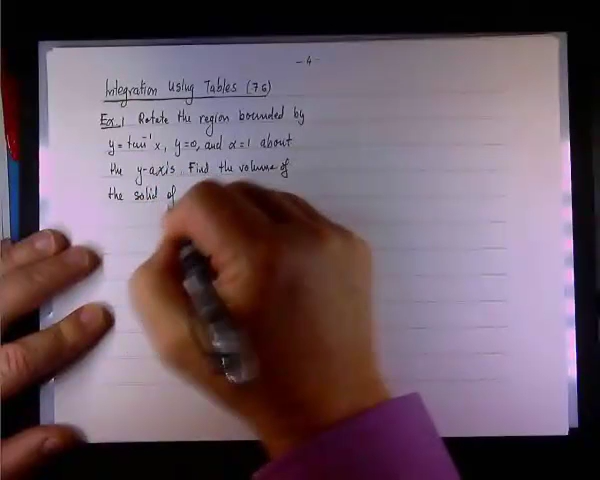 - 4 -
Integration Using Tables (7.6)
Ex.1 Rotate the region bounded by
y = tan⁻¹ x, y=0, and x=1 about
the y-axis. Find the volume of
the solid of